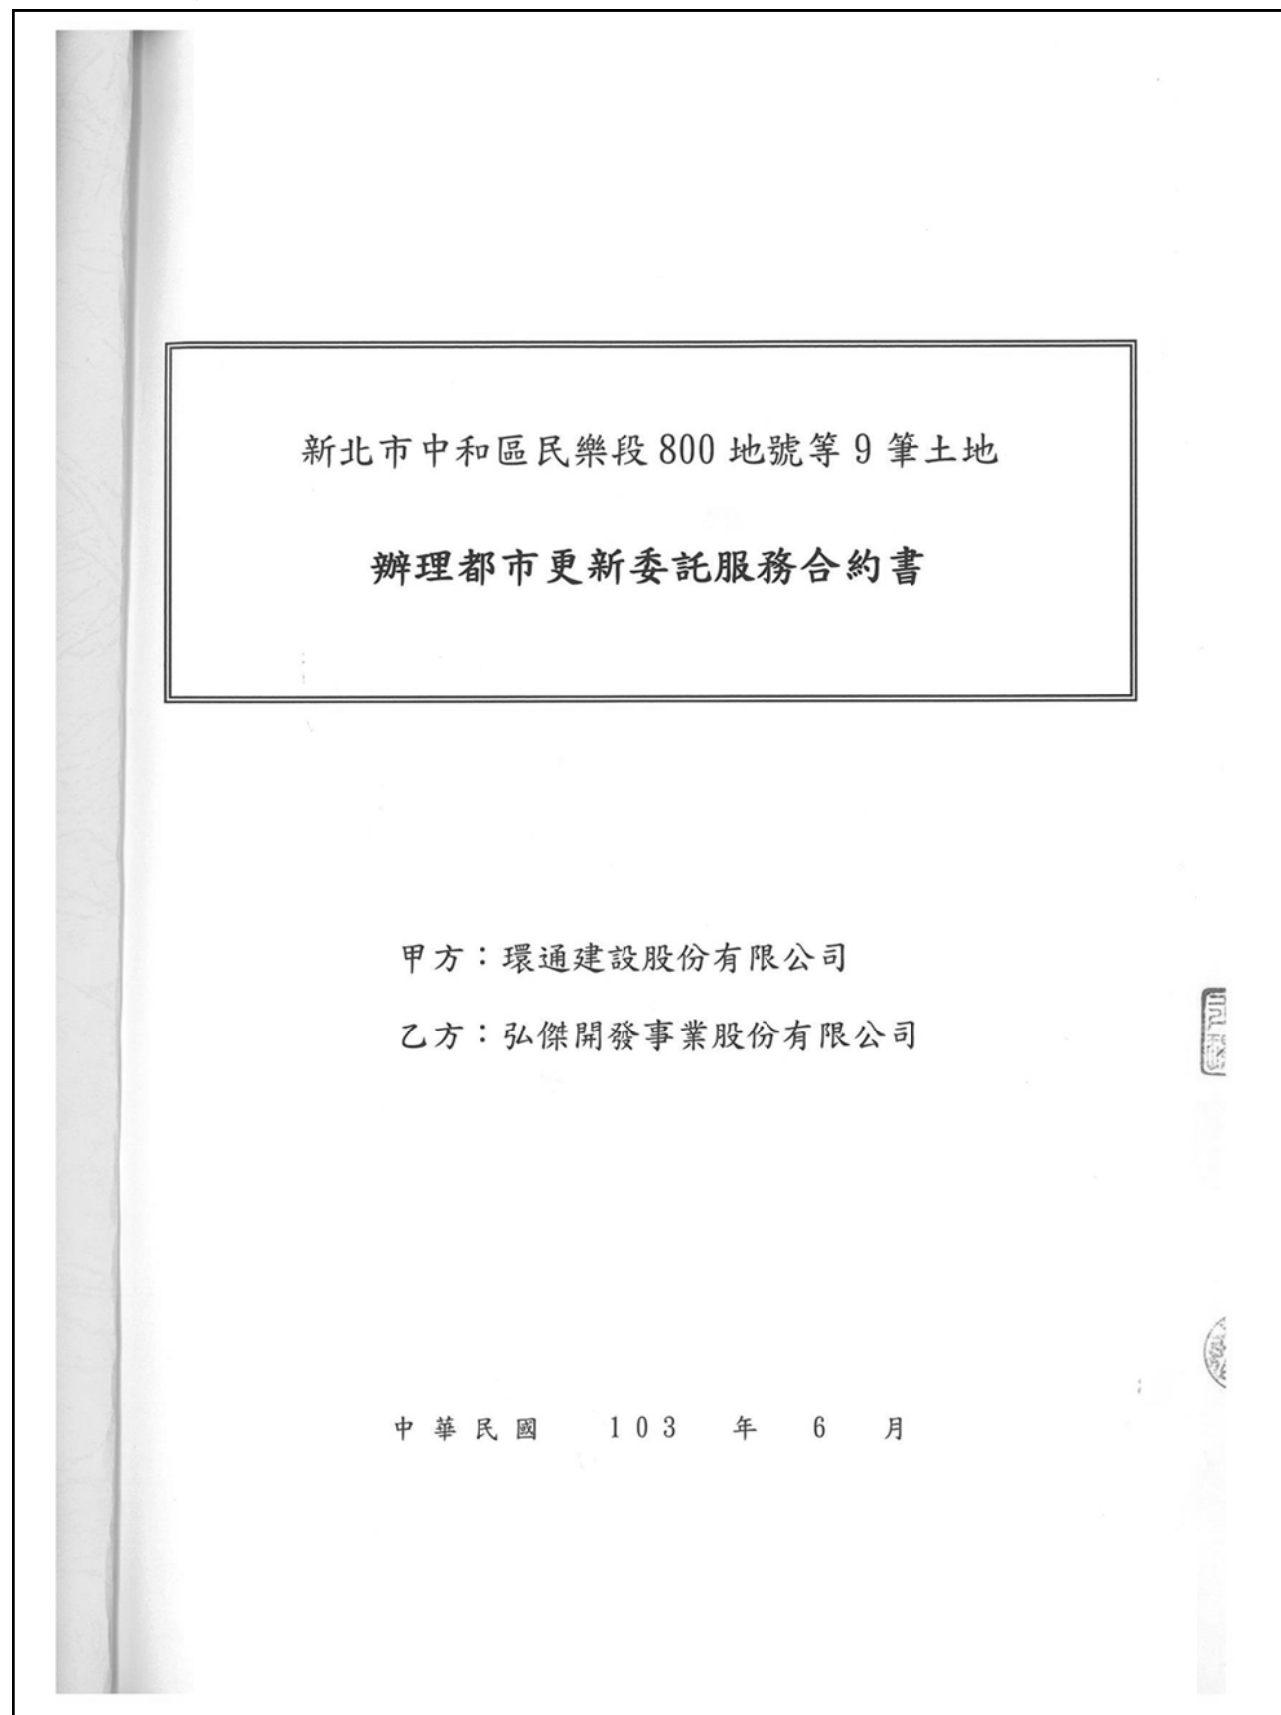 新北市中和區民樂段 800 地號等 9 筆土地
辦理都市更新委託服務合約書
甲方：環通建設股份有限公司
乙方：弘傑開發事業股份有限公司
中華民國 103 年 6 月